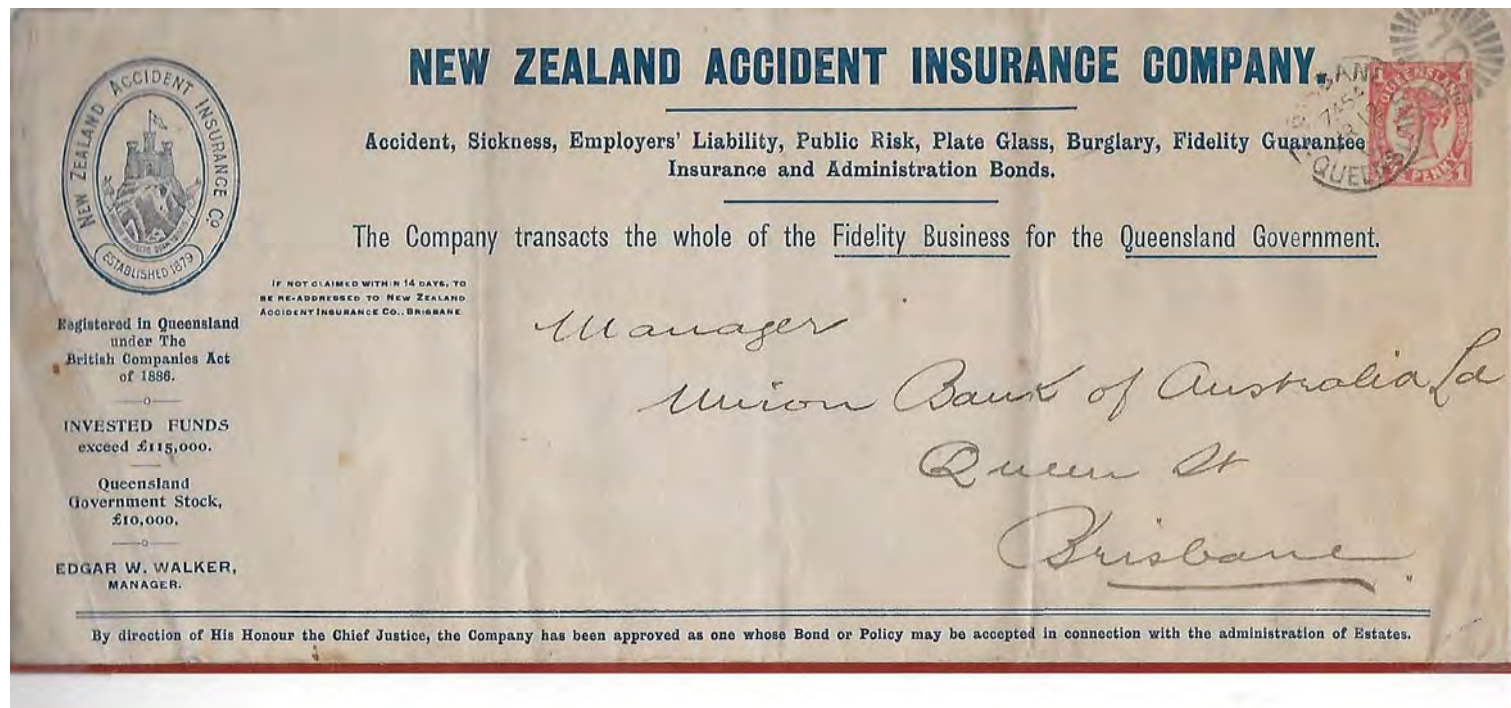 NEW ZEALAND ACCIDENT INSURANCE COMPANY.
Accident, Sickness, Employers' Liability, Public Risk, Plate Glass, Burglary, Fidelity Guarantee
Insurance and Administration Bonds.
The Company transacts the whole of the Fidelity Business for the Queensland Government.
NEW ZEALAND ACCIDENT INSURANCE Co
ESTABLISHED 1879
IF NOT CLAIMED WITHIN 14 DAYS, TO
BE RE-ADDRESSED TO NEW ZEALAND
ACCIDENT INSURANCE CO., BRISBANE
Registered in Queensland
under The
British Companies Act
of 1886.
INVESTED FUNDS
exceed £115,000.
Queensland
Government Stock,
£10,000.
EDGAR W. WALKER,
MANAGER.
QUEENSLAND
PENNY
1
1
Manager
Union Bank of Australia Ld
Queen St
Brisbane
By direction of His Honour the Chief Justice, the Company has been approved as one whose Bond or Policy may be accepted in connection with the administration of Estates.